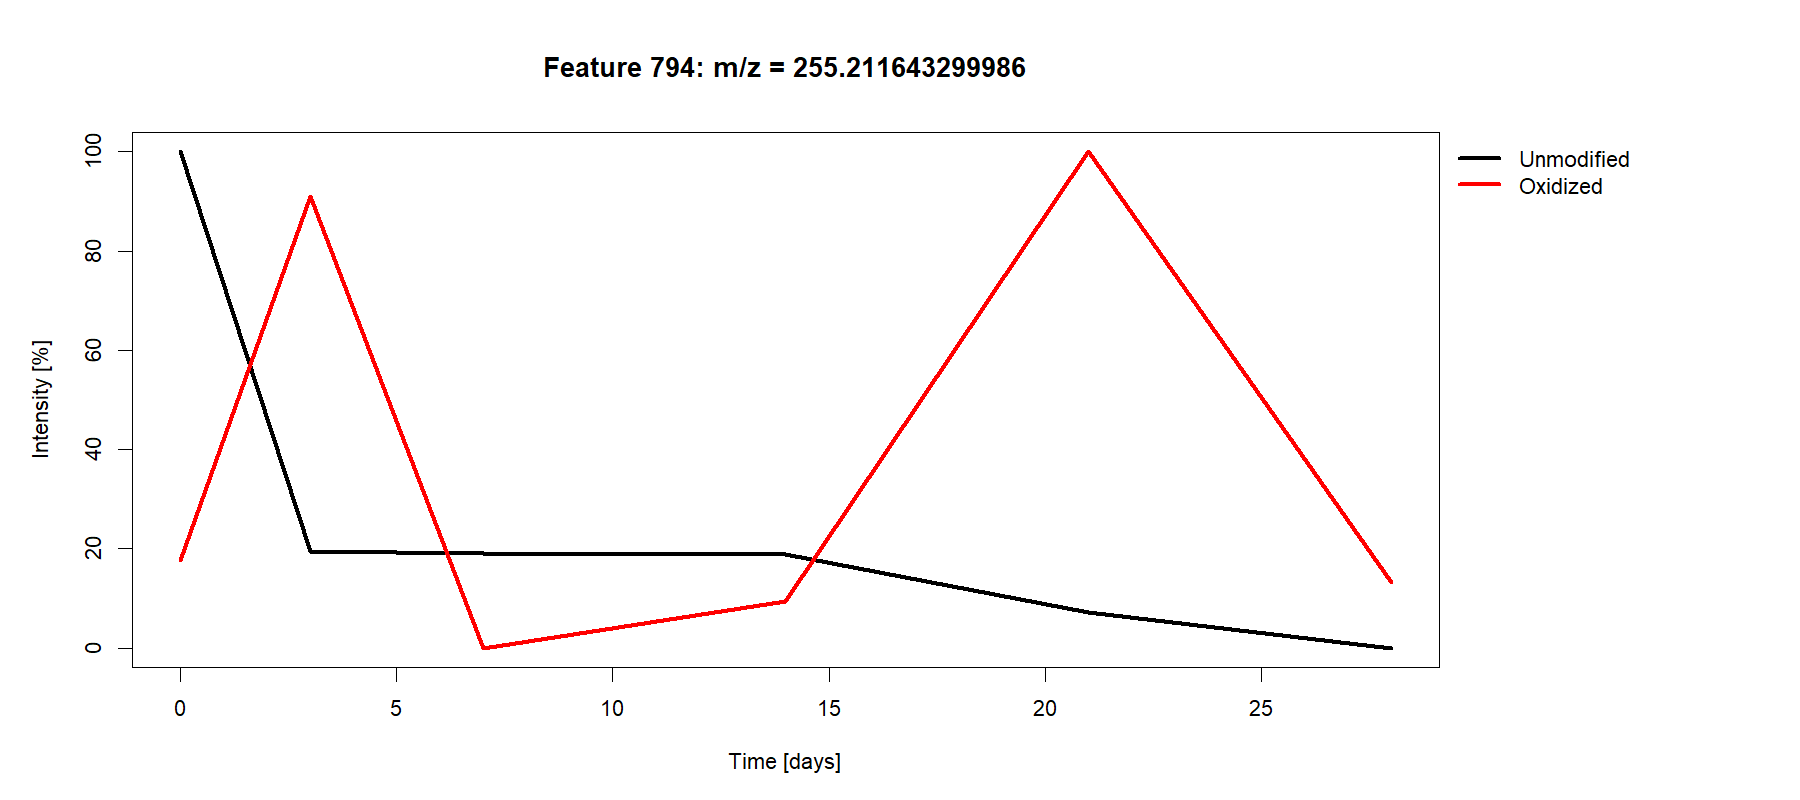 Feature 794: m/z = 255.211643299986
Unmodified
Oxidized
Intensity [%]
100
80
60
40
20
0
0 5 10 15 20 25
Time [days]